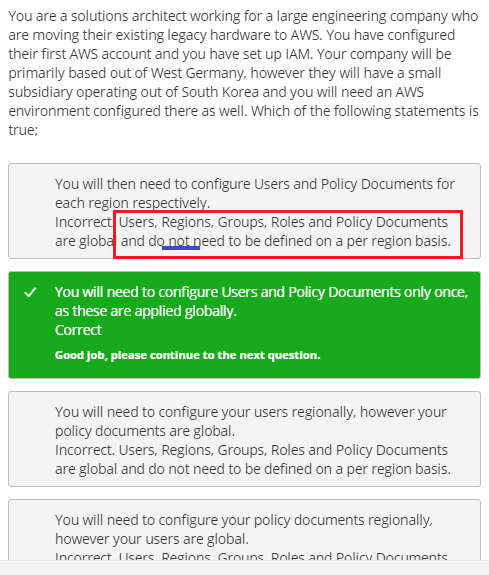 You are a solutions architect working for a large engineering company who
are moving their existing legacy hardware to AWS. You have configured
their first AWS account and you have set up IAM. Your company will be
primarily based out of West Germany, however they will have a small
subsidiary operating out of South Korea and you will need an AWS
environment configured there as well. Which of the following statements is
true;
You will then need to configure Users and Policy Documents for
each region respectively.
Incorrect. Users, Regions, Groups, Roles and Policy Documents
are global and do not need to be defined on a per region basis.
You will need to configure Users and Policy Documents only once,
as these are applied globally.
Correct
Good job, please continue to the next question.
You will need to configure your users regionally, however your
policy documents are global.
Incorrect. Users, Regions, Groups, Roles and Policy Documents
are global and do not need to be defined on a per region basis.
You will need to configure your policy documents regionally,
however your users are global.
Incorrect. Users, Regions, Groups, Roles and Policy Documents